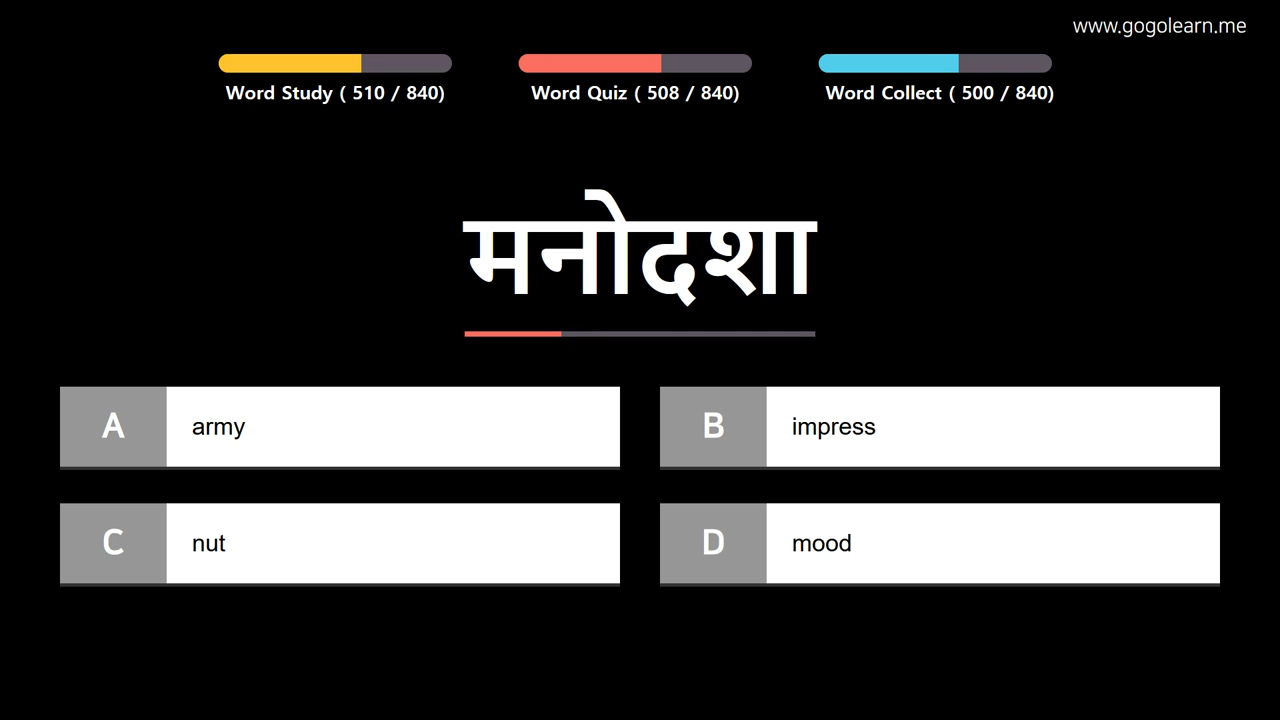 www.gogolearn.me
Word Study ( 510 / 840)
Word Quiz ( 508 / 840)
Word Collect ( 500 / 840)
मनोदशा
A army
B impress
C nut
D mood